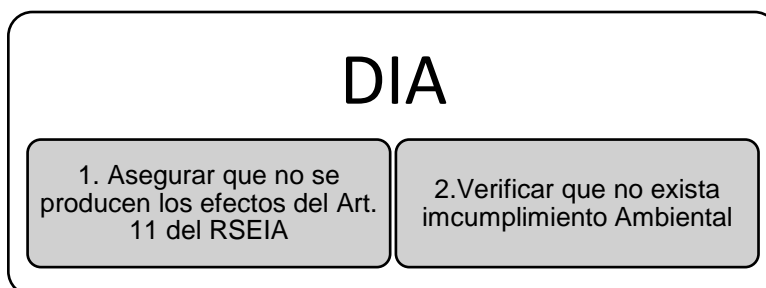 DIA
1. Asegurar que no se
producen los efectos del Art.
11 del RSEIA
2.Verificar que no exista
imcumplimiento Ambiental